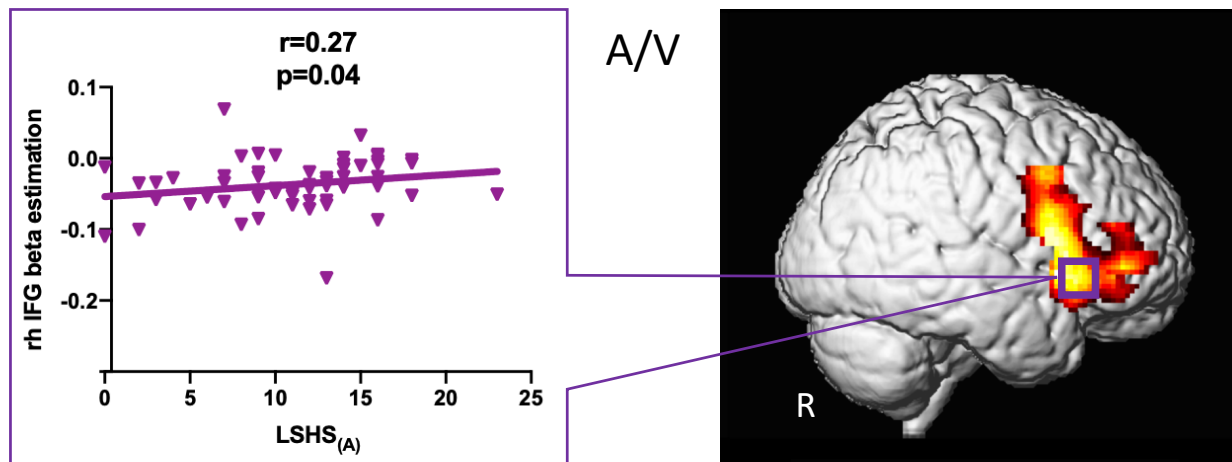 r=0.27
p=0.04
A/V
rh IFG beta estimation
0.1
0.0
-0.1
-0.2
0 5 10 15 20 25
LSHS(A)
R